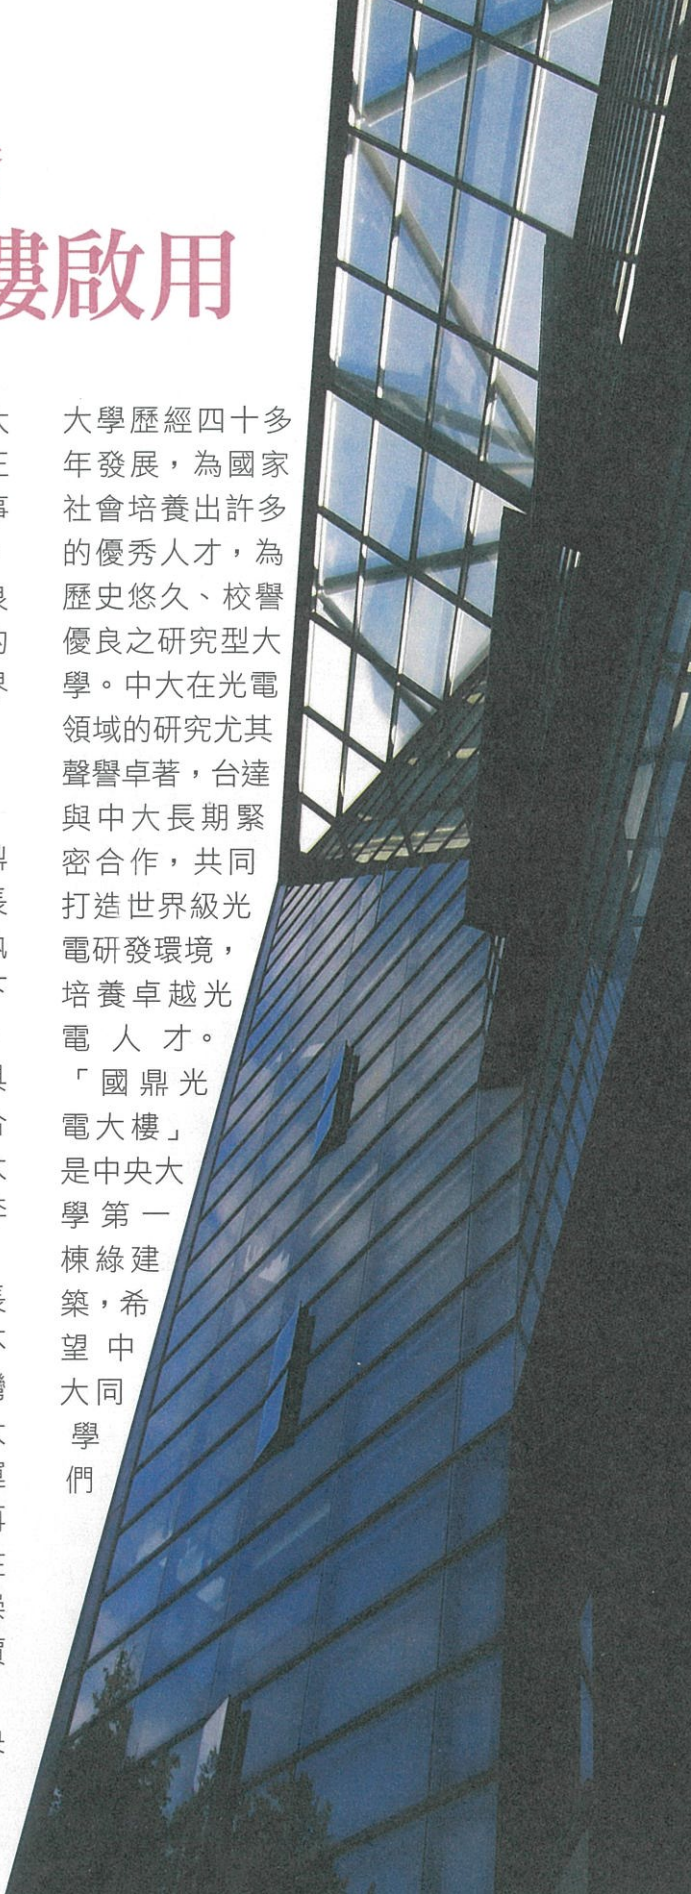 樓啟用
大學歷經四十多
年發展，為國家
社會培養出許多
的優秀人才，為
歷史悠久、校譽
優良之研究型大
學。中大在光電
領域的研究尤其
聲譽卓著，台達
與中大長期緊
密合作，共同
打造世界級光
電研發環境，
培養卓越光
電人才。
「國鼎光
電大樓」
是中央大
學第一
棟綠建
築，希
望中
大同
學
們